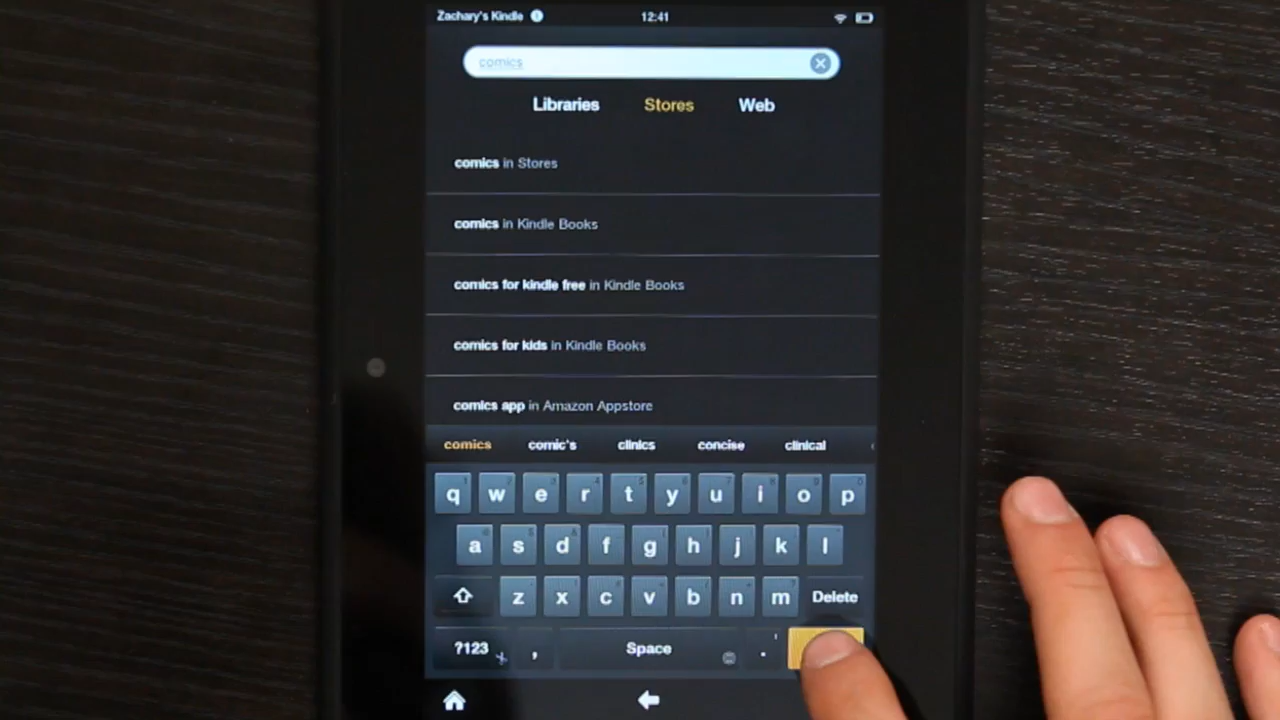 Zachary's Kindle 1 12:41
comics
Libraries Stores Web
comics in Stores
comics in Kindle Books
comics for kindle free in Kindle Books
comics for kids in Kindle Books
comics app in Amazon Appstore
comics comic's clinics concise clinical
q w e r t y u i o p
a s d f g h j k l
z x c v b n m Delete
?123 , Space .